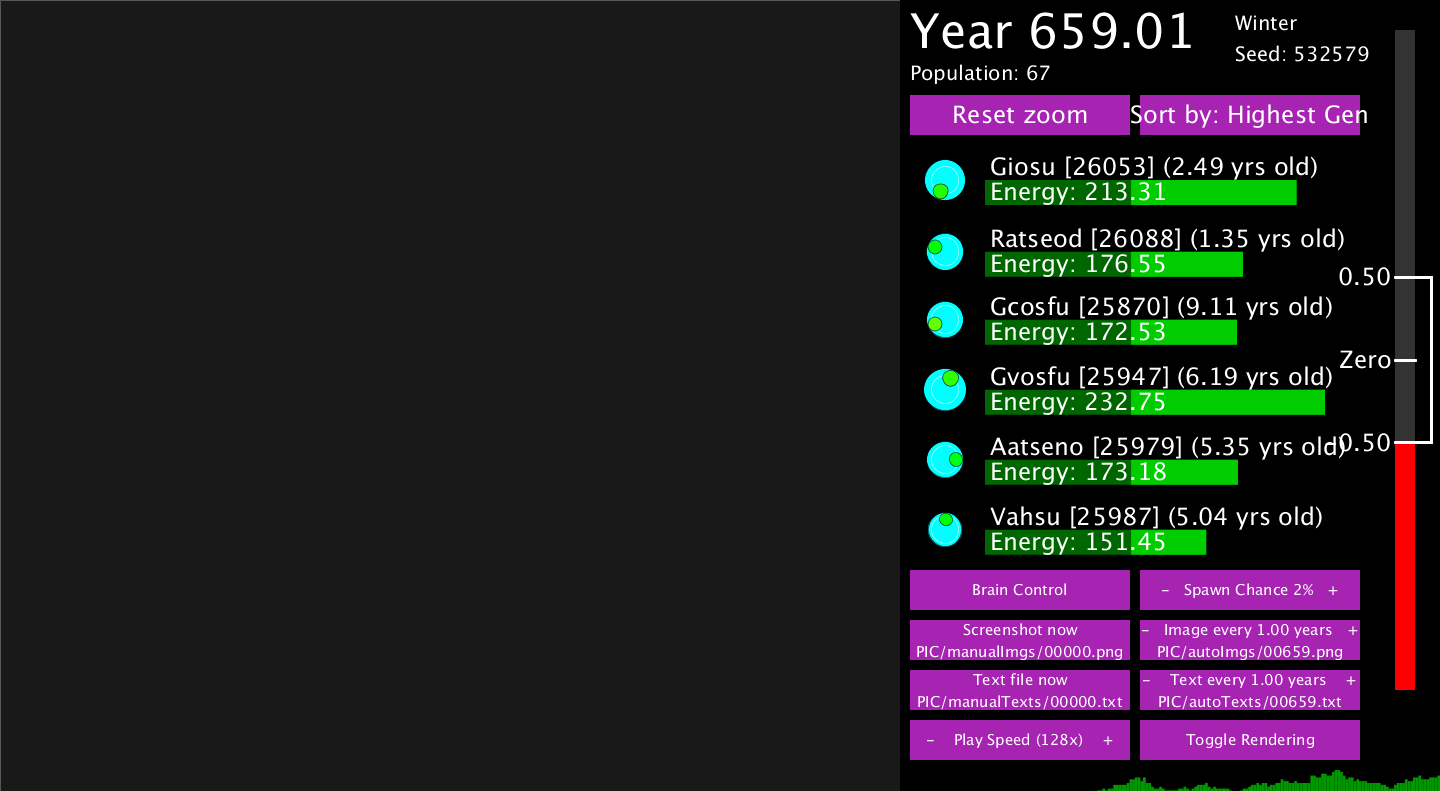 Year 659.01
Winter
Seed: 532579
Population: 67
Reset zoom
Sort by: Highest Gen
Giosu [26053] (2.49 yrs old)
Energy: 213.31
Ratseod [26088] (1.35 yrs old)
Energy: 176.55
0.50
Gcosfu [25870] (9.11 yrs old)
Energy: 172.53
Zero
Gvosfu [25947] (6.19 yrs old)
Energy: 232.75
Aatseno [25979] (5.35 yrs old)
-0.50
Energy: 173.18
Vahsu [25987] (5.04 yrs old)
Energy: 151.45
Brain Control
- Spawn Chance 2% +
Screenshot now
PIC/manualImgs/00000.png
- Image every 1.00 years +
PIC/autoImgs/00659.png
Text file now
PIC/manualTexts/00000.txt
- Text every 1.00 years +
PIC/autoTexts/00659.txt
- Play Speed (128x) +
Toggle Rendering